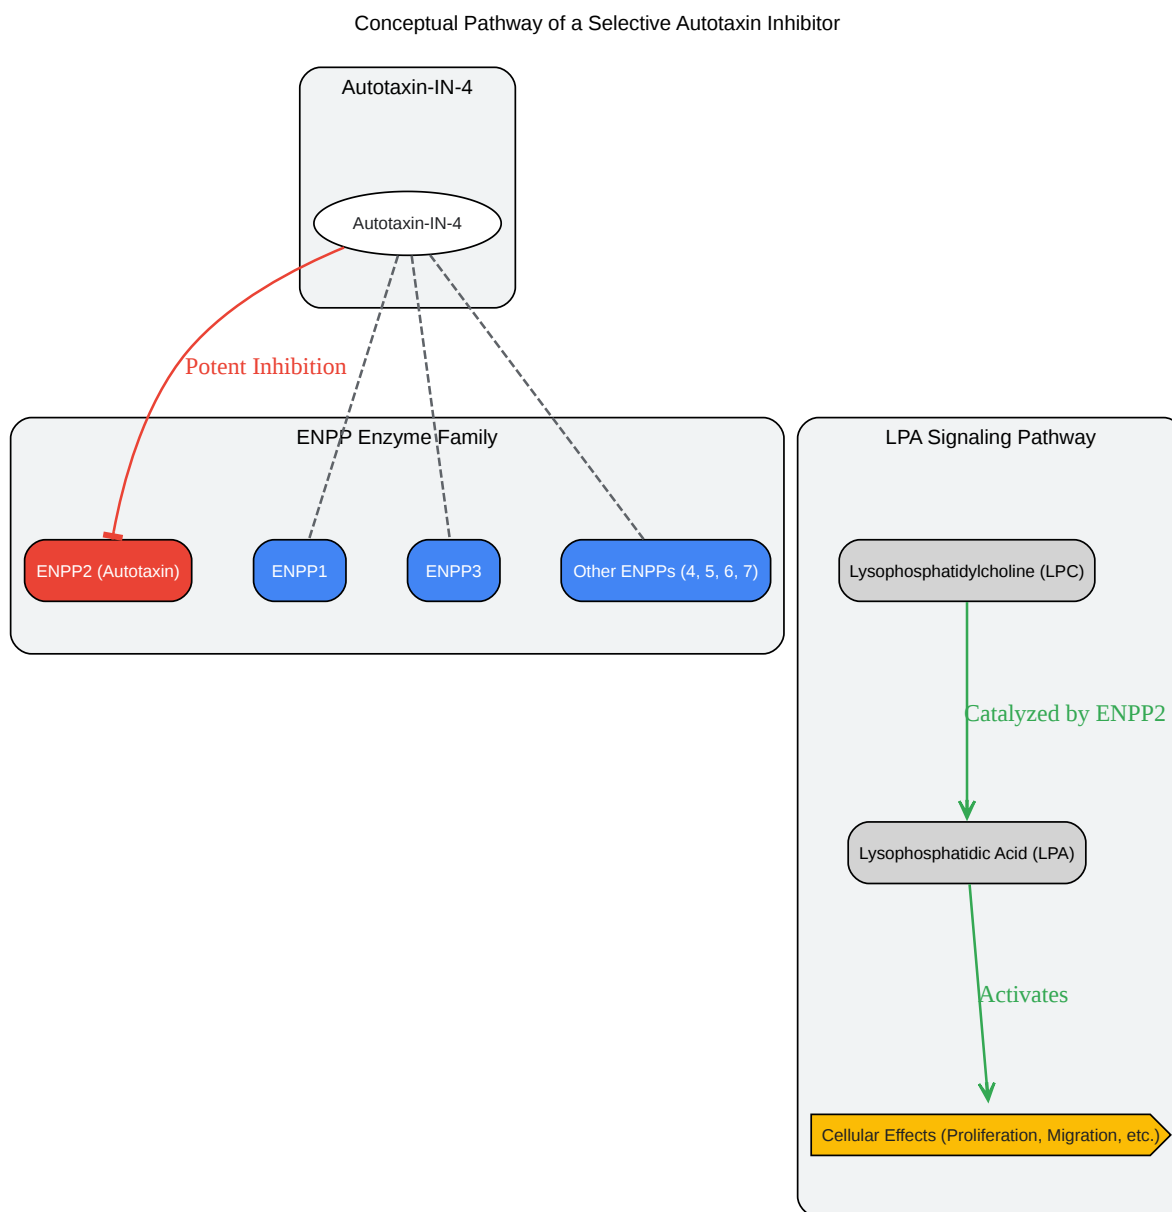 Conceptual Pathway of a Selective Autotaxin Inhibitor
Autotaxin-IN-4
Autotaxin-IN-4
Potent Inhibition
ENPP Enzyme Family
ENPP2 (Autotaxin)
ENPP1
ENPP3
Other ENPPs (4, 5, 6, 7)
LPA Signaling Pathway
Lysophosphatidylcholine (LPC)
Catalyzed by ENPP2
Lysophosphatidic Acid (LPA)
Activates
Cellular Effects (Proliferation, Migration, etc.)